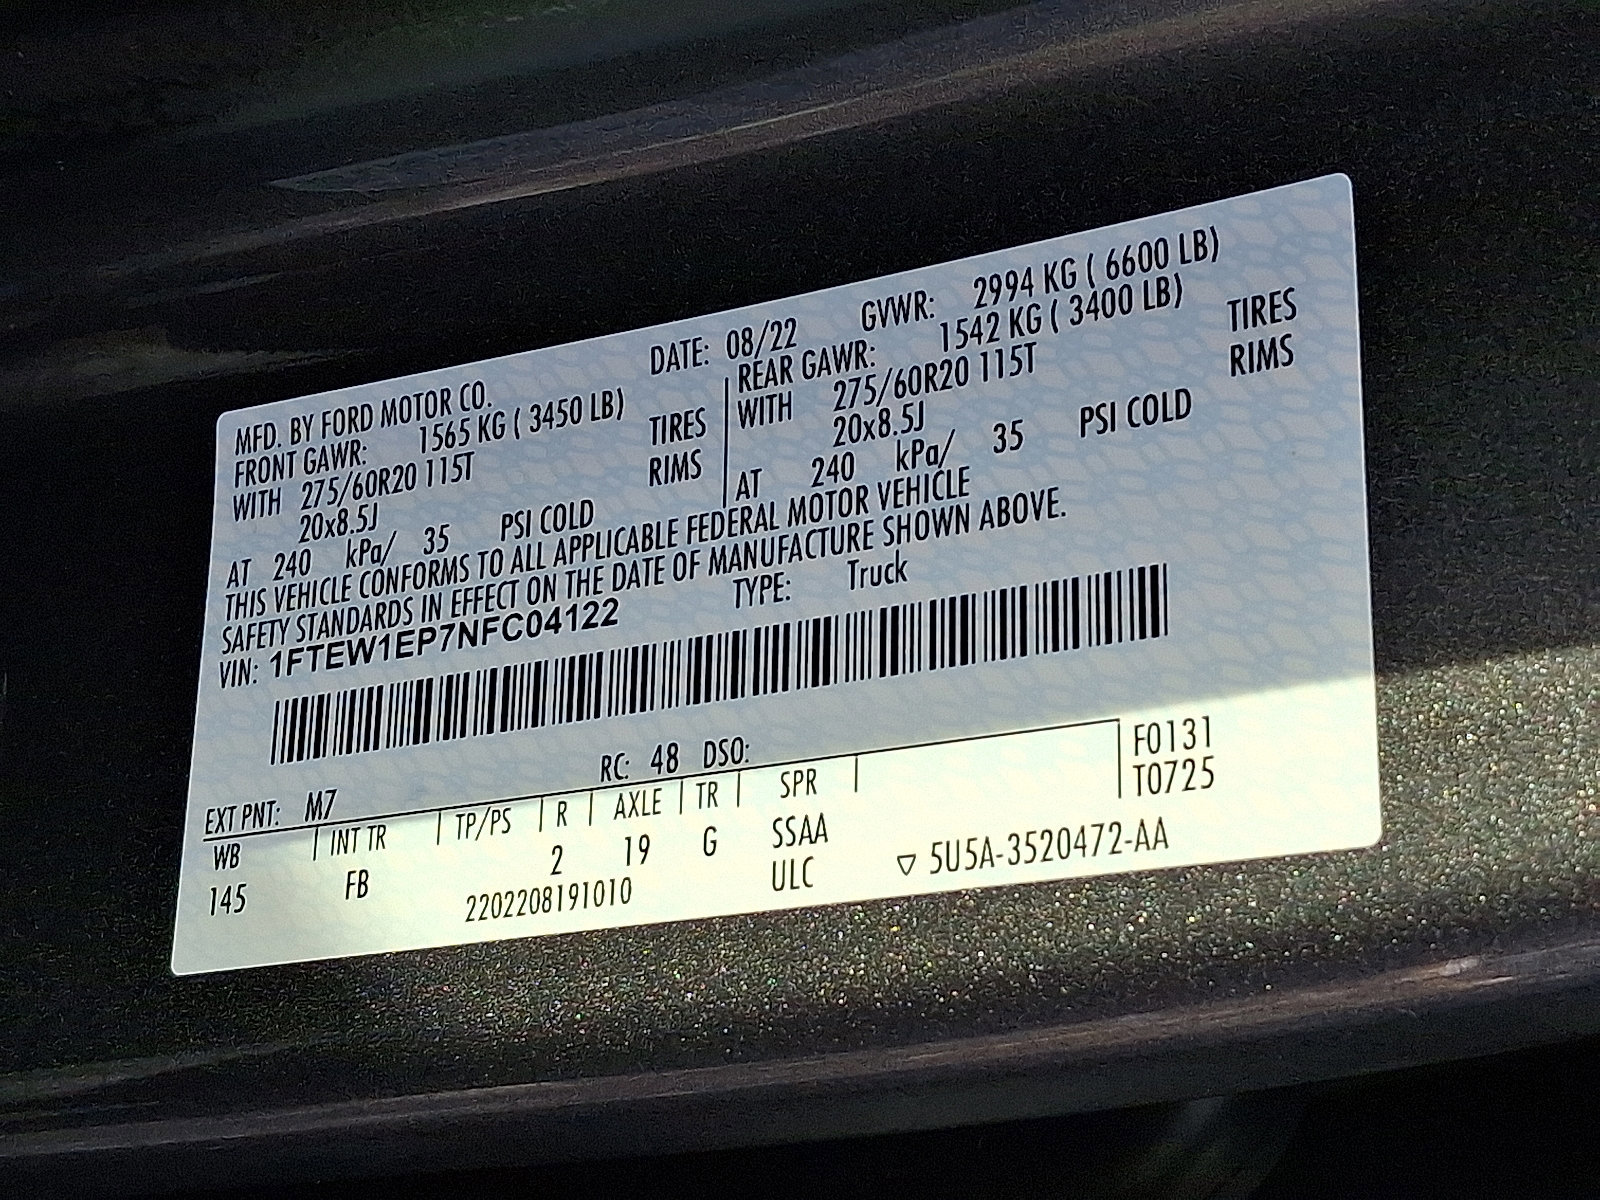 MFD. BY FORD MOTOR CO.
DATE: 08/22 GVWR: 2994 KG ( 6600 LB)
FRONT GAWR: 1565 KG ( 3450 LB)
WITH 275/60R20 115T TIRES
20x8.5J RIMS
AT 240 kPa/ 35 PSI COLD
REAR GAWR: 1542 KG ( 3400 LB)
WITH 275/60R20 115T TIRES
20x8.5J RIMS
AT 240 kPa/ 35 PSI COLD
THIS VEHICLE CONFORMS TO ALL APPLICABLE FEDERAL MOTOR VEHICLE
SAFETY STANDARDS IN EFFECT ON THE DATE OF MANUFACTURE SHOWN ABOVE.
VIN: 1FTEW1EP7NFC04122 TYPE: Truck
EXT PNT: M7 RC: 48 DSO: F0131
WB INT TR TP/PS R AXLE TR SPR T0725
145 FB 2 19 G SSAA
2202208191010 ULC ▽ 5U5A-3520472-AA